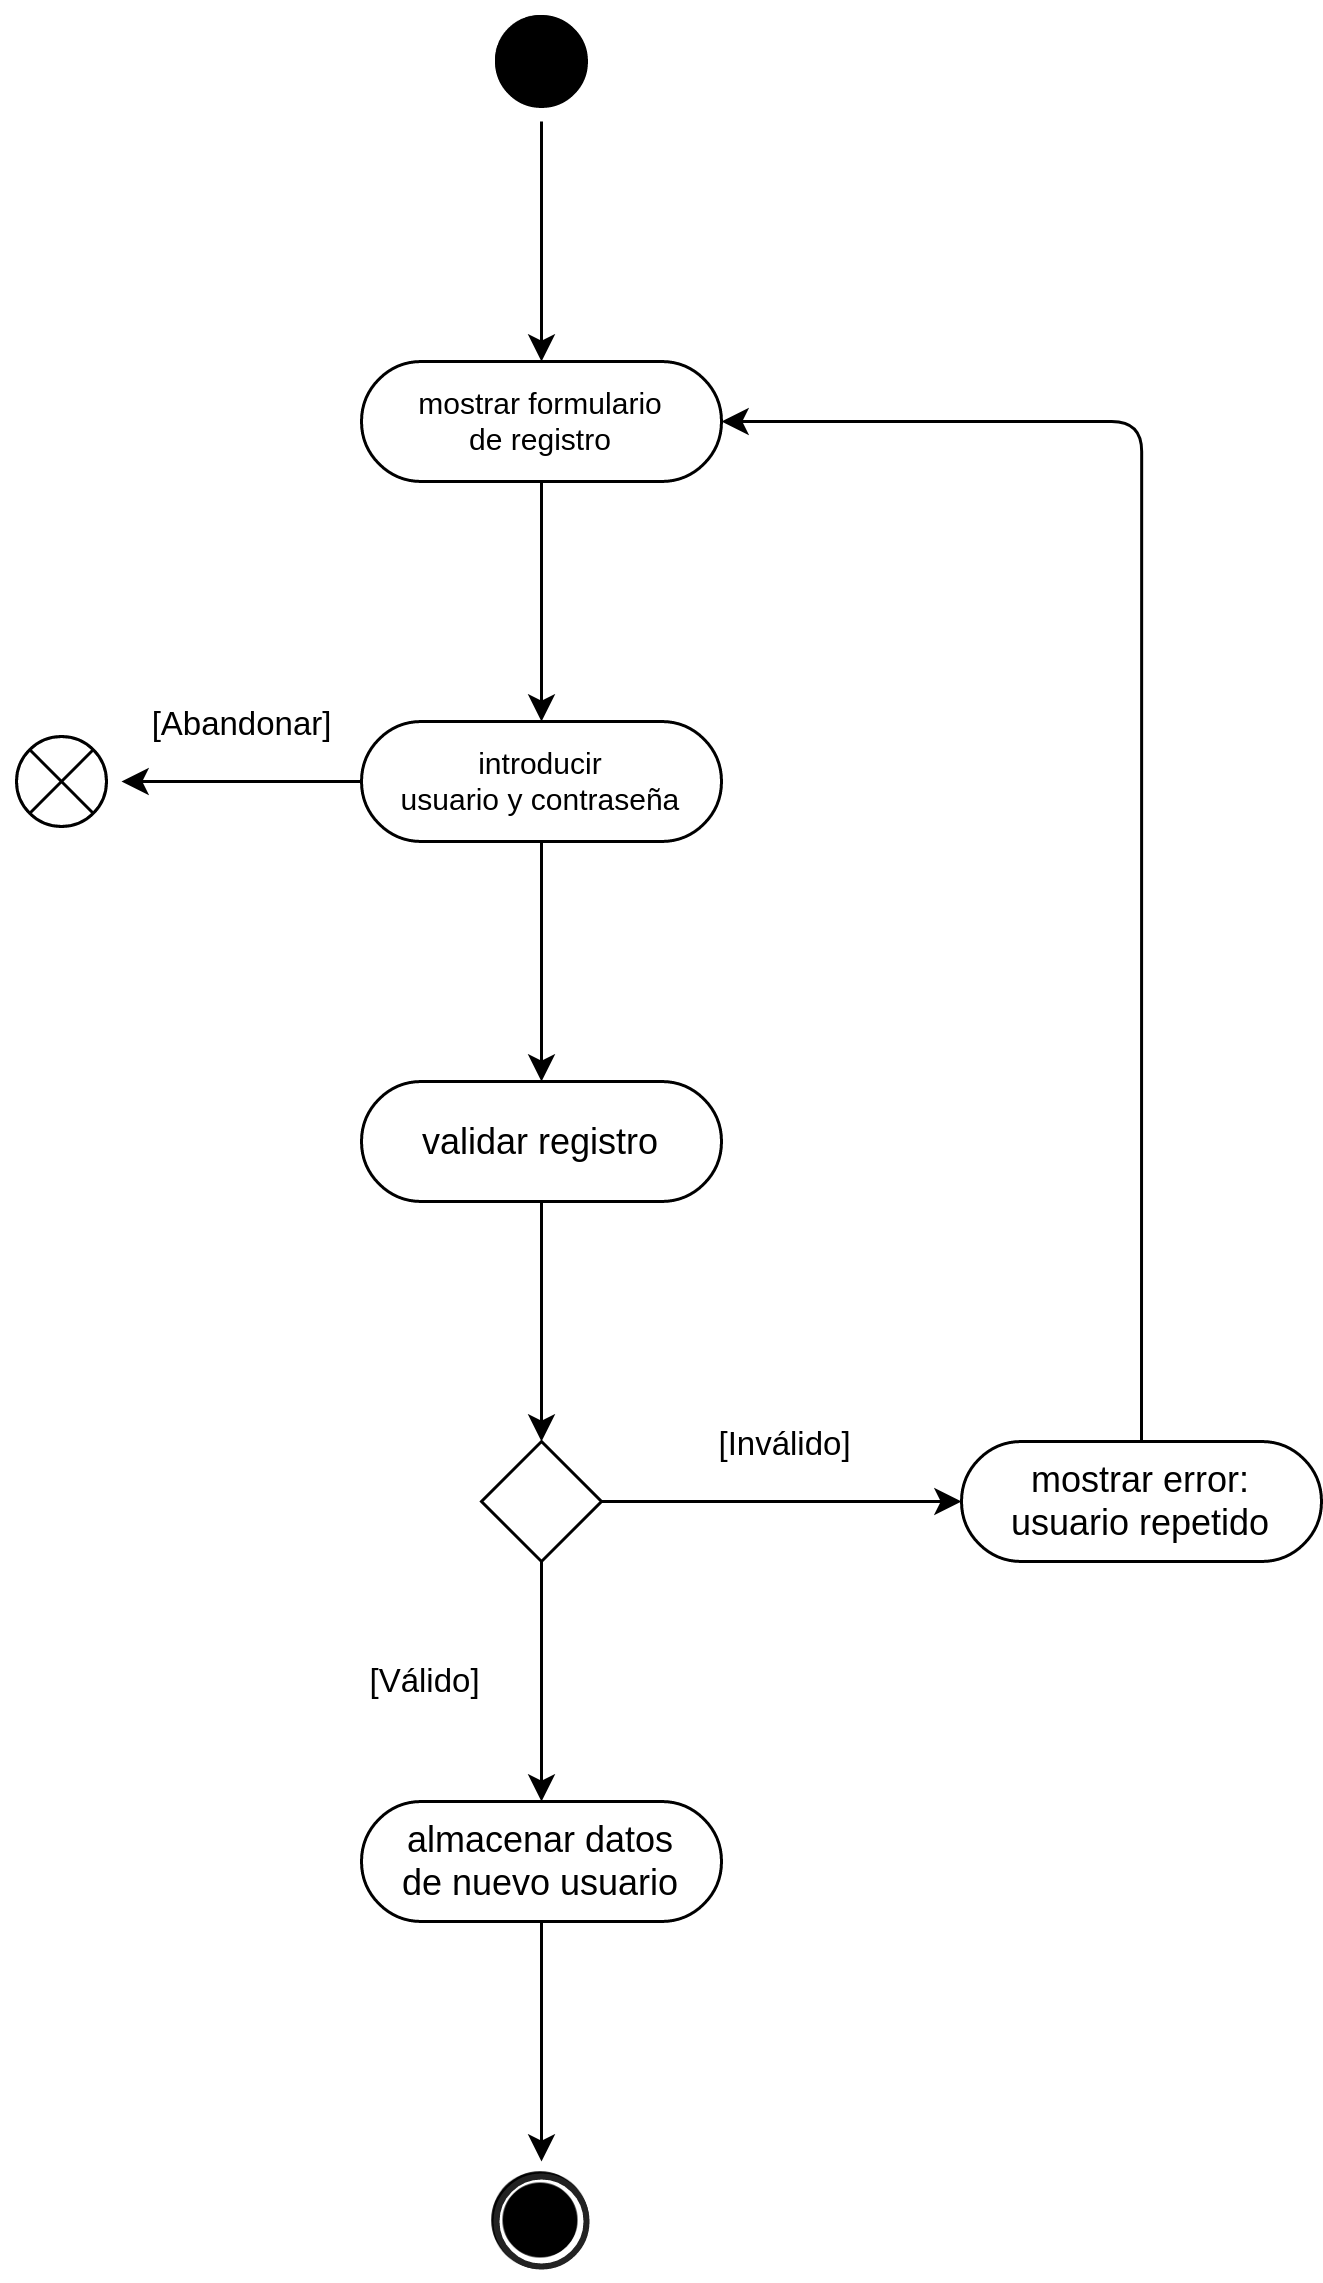 mostrar formulario
de registro
[Abandonar]
introducir
usuario y contraseña
validar registro
[Inválido]
mostrar error:
usuario repetido
[Válido]
almacenar datos
de nuevo usuario